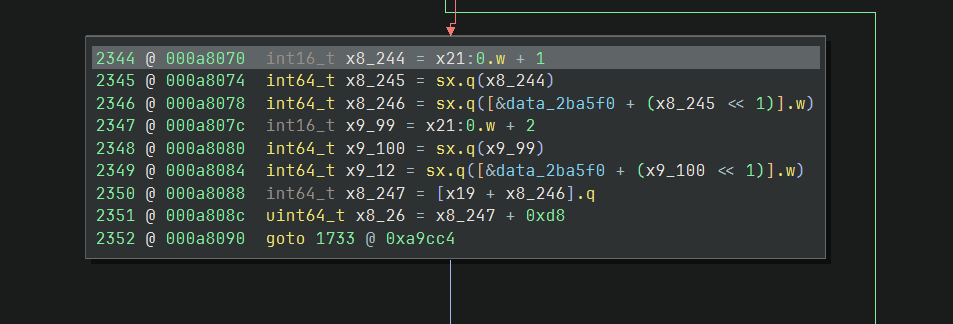 2344 @ 000a8070  int16_t x8_244 = x21:0.w + 1
2345 @ 000a8074  int64_t x8_245 = sx.q(x8_244)
2346 @ 000a8078  int64_t x8_246 = sx.q([&data_2ba5f0 + (x8_245 << 1)].w)
2347 @ 000a807c  int16_t x9_99 = x21:0.w + 2
2348 @ 000a8080  int64_t x9_100 = sx.q(x9_99)
2349 @ 000a8084  int64_t x9_12 = sx.q([&data_2ba5f0 + (x9_100 << 1)].w)
2350 @ 000a8088  int64_t x8_247 = [x19 + x8_246].q
2351 @ 000a808c  uint64_t x8_26 = x8_247 + 0xd8
2352 @ 000a8090  goto 1733 @ 0xa9cc4